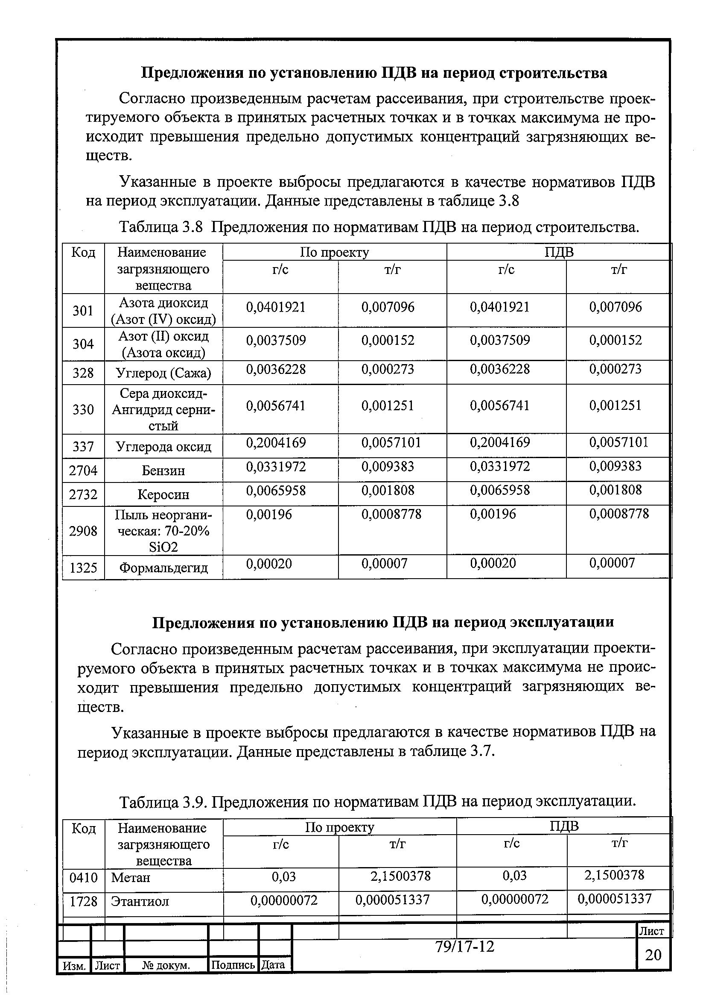 Предложения по установлению ПДВ на период строительства
Согласно произведенным расчетам рассеивания, при строительстве проек-
тируемого объекта в принятых расчетных точках и в точках максимума не про-
исходит превышения предельно допустимых концентраций загрязняющих ве-
ществ.
Указанные в проекте выбросы предлагаются в качестве нормативов ПДВ
на период эксплуатации. Данные представлены в таблице 3.8
Таблица 3.8 Предложения по нормативам ПДВ на период строительства.
Код Наименование По проекту ПДВ
загрязняющего г/с т/г г/с т/г
вещества
301 Азота диоксид 0,0401921 0,007096 0,0401921 0,007096
(Азот (IV) оксид)
304 Азот (II) оксид 0,0037509 0,000152 0,0037509 0,000152
(Азота оксид)
328 Углерод (Сажа) 0,0036228 0,000273 0,0036228 0,000273
Сера диоксид-
330 Ангидрид серни- 0,0056741 0,001251 0,0056741 0,001251
стый
337 Углерода оксид 0,2004169 0,0057101 0,2004169 0,0057101
2704 Бензин 0,0331972 0,009383 0,0331972 0,009383
2732 Керосин 0,0065958 0,001808 0,0065958 0,001808
Пыль неоргани- 0,00196 0,0008778 0,00196 0,0008778
2908 ческая: 70-20%
SiO2
1325 Формальдегид 0,00020 0,00007 0,00020 0,00007
Предложения по установлению ПДВ на период эксплуатации
Согласно произведенным расчетам рассеивания, при эксплуатации проекти-
руемого объекта в принятых расчетных точках и в точках максимума не проис-
ходит превышения предельно допустимых концентраций загрязняющих ве-
ществ.
Указанные в проекте выбросы предлагаются в качестве нормативов ПДВ на
период эксплуатации. Данные представлены в таблице 3.7.
Таблица 3.9. Предложения по нормативам ПДВ на период эксплуатации.
Код Наименование По проекту ПДВ
загрязняющего г/с т/г г/с т/г
вещества
0410 Метан 0,03 2,1500378 0,03 2,1500378
1728 Этантиол 0,00000072 0,000051337 0,00000072 0,000051337
Лист
79/17-12
20
Изм. Лист № докум. Подпись Дата